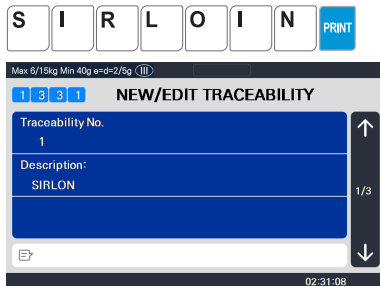 S I R L O I N PRINT
Max 6/15kg Min 40g e=d=2/5g (III)
1 3 3 1 NEW/EDIT TRACEABILITY
Traceability No.
1
Description:
SIRLON
1/3
02:31:08